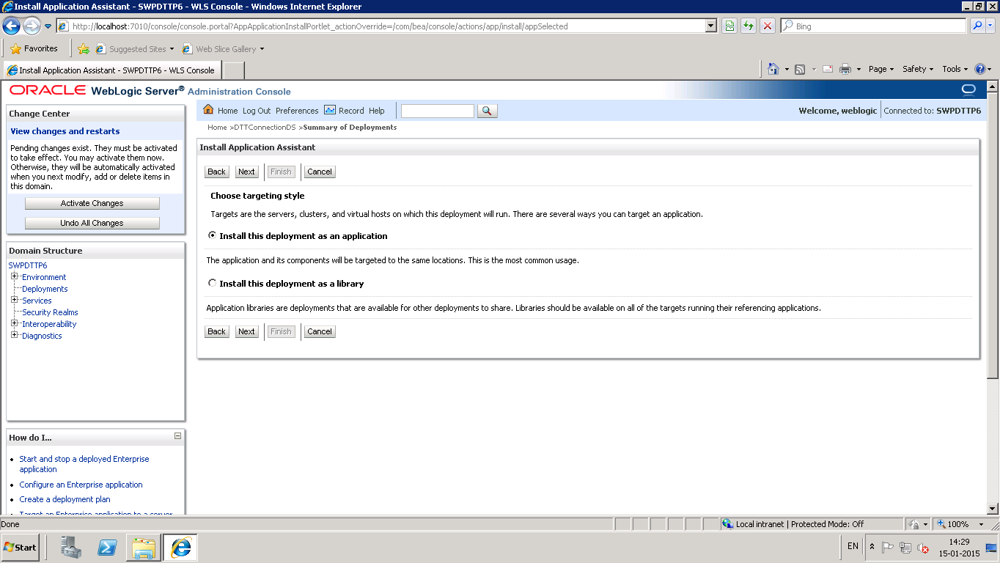 Install Application Assistant - SWPDTTP6 - WLS Console - Windows Internet Explorer
http://localhost:7010/console/console.portal?AppApplicationInstallPortlet_actionOverride=/com/bea/console/actions/app/install/appSelected
Bing
Favorites
Suggested Sites
Web Slice Gallery
Install Application Assistant - SWPDTTP6 - WLS Console
Page
Safety
Tools
ORACLE WebLogic Server® Administration Console
Change Center
View changes and restarts
Pending changes exist. They must be activated
to take effect. You may activate them now.
Otherwise, they will be automatically activated
when you next modify, add or delete items in
this domain.
Activate Changes
Undo All Changes
Domain Structure
SWPDTTP6
Environment
Deployments
Services
Security Realms
Interoperability
Diagnostics
How do I...
Start and stop a deployed Enterprise
application
Configure an Enterprise application
Create a deployment plan
Target an Enterprise application to a server
Home Log Out Preferences Record Help
Welcome, weblogic Connected to: SWPDTTP6
Home >DTTConnectionDS >Summary of Deployments
Install Application Assistant
Back Next Finish Cancel
Choose targeting style
Targets are the servers, clusters, and virtual hosts on which this deployment will run. There are several ways you can target an application.
Install this deployment as an application
The application and its components will be targeted to the same locations. This is the most common usage.
Install this deployment as a library
Application libraries are deployments that are available for other deployments to share. Libraries should be available on all of the targets running their referencing applications.
Back Next Finish Cancel
Done
Local intranet | Protected Mode: Off
100%
Start
EN
14:29
15-01-2015